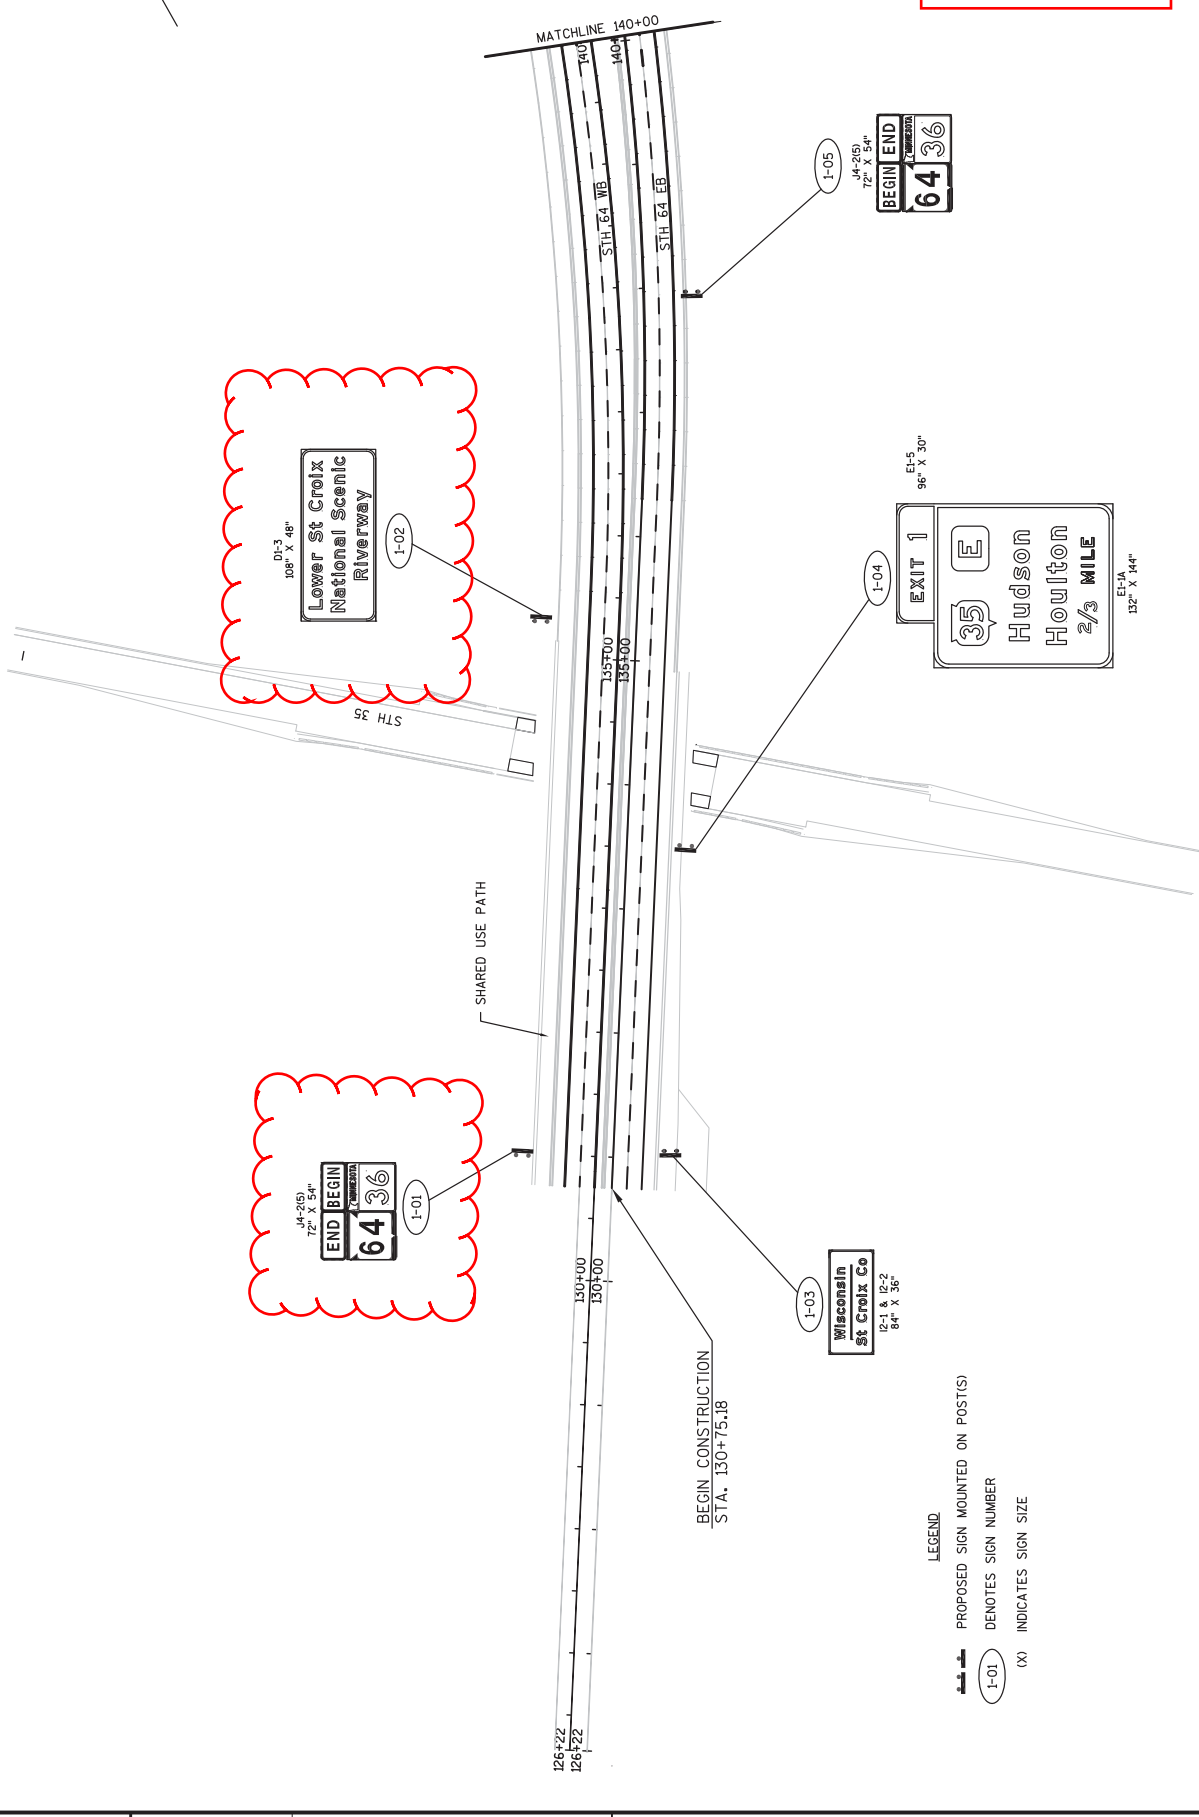 MATCHLINE 140+00
140
140
STH 64 WB
STH 64 EB
1-05
J4-2(5)
72" X 54"
BEGIN END
64 MINNESOTA 36
D1-3
108" X 48"
Lower St Croix
National Scenic
Riverway
1-02
E1-5
96" X 30"
EXIT 1
35 E
Hudson
Houlton
2/3 MILE
E1-1A
132" X 144"
1-04
STH 35
135+00
135+00
SHARED USE PATH
J4-2(5)
72" X 54"
END BEGIN
64 MINNESOTA 36
1-01
130+00
130+00
1-03
Wisconsin
St Croix Co
I2-1 & I2-2
84" X 36"
BEGIN CONSTRUCTION
STA. 130+75.18
126+22
126+22
LEGEND
PROPOSED SIGN MOUNTED ON POST(S)
1-01 DENOTES SIGN NUMBER
(X) INDICATES SIGN SIZE